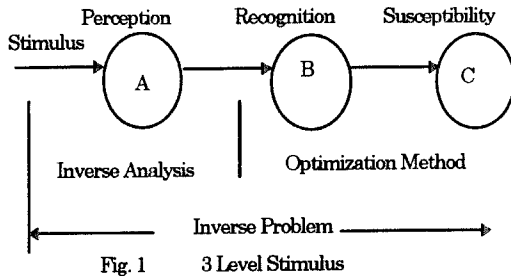 Perception Recognition Susceptibility
Stimulus
A B C
Inverse Analysis Optimization Method
Inverse Problem
Fig. 1 3 Level Stimulus